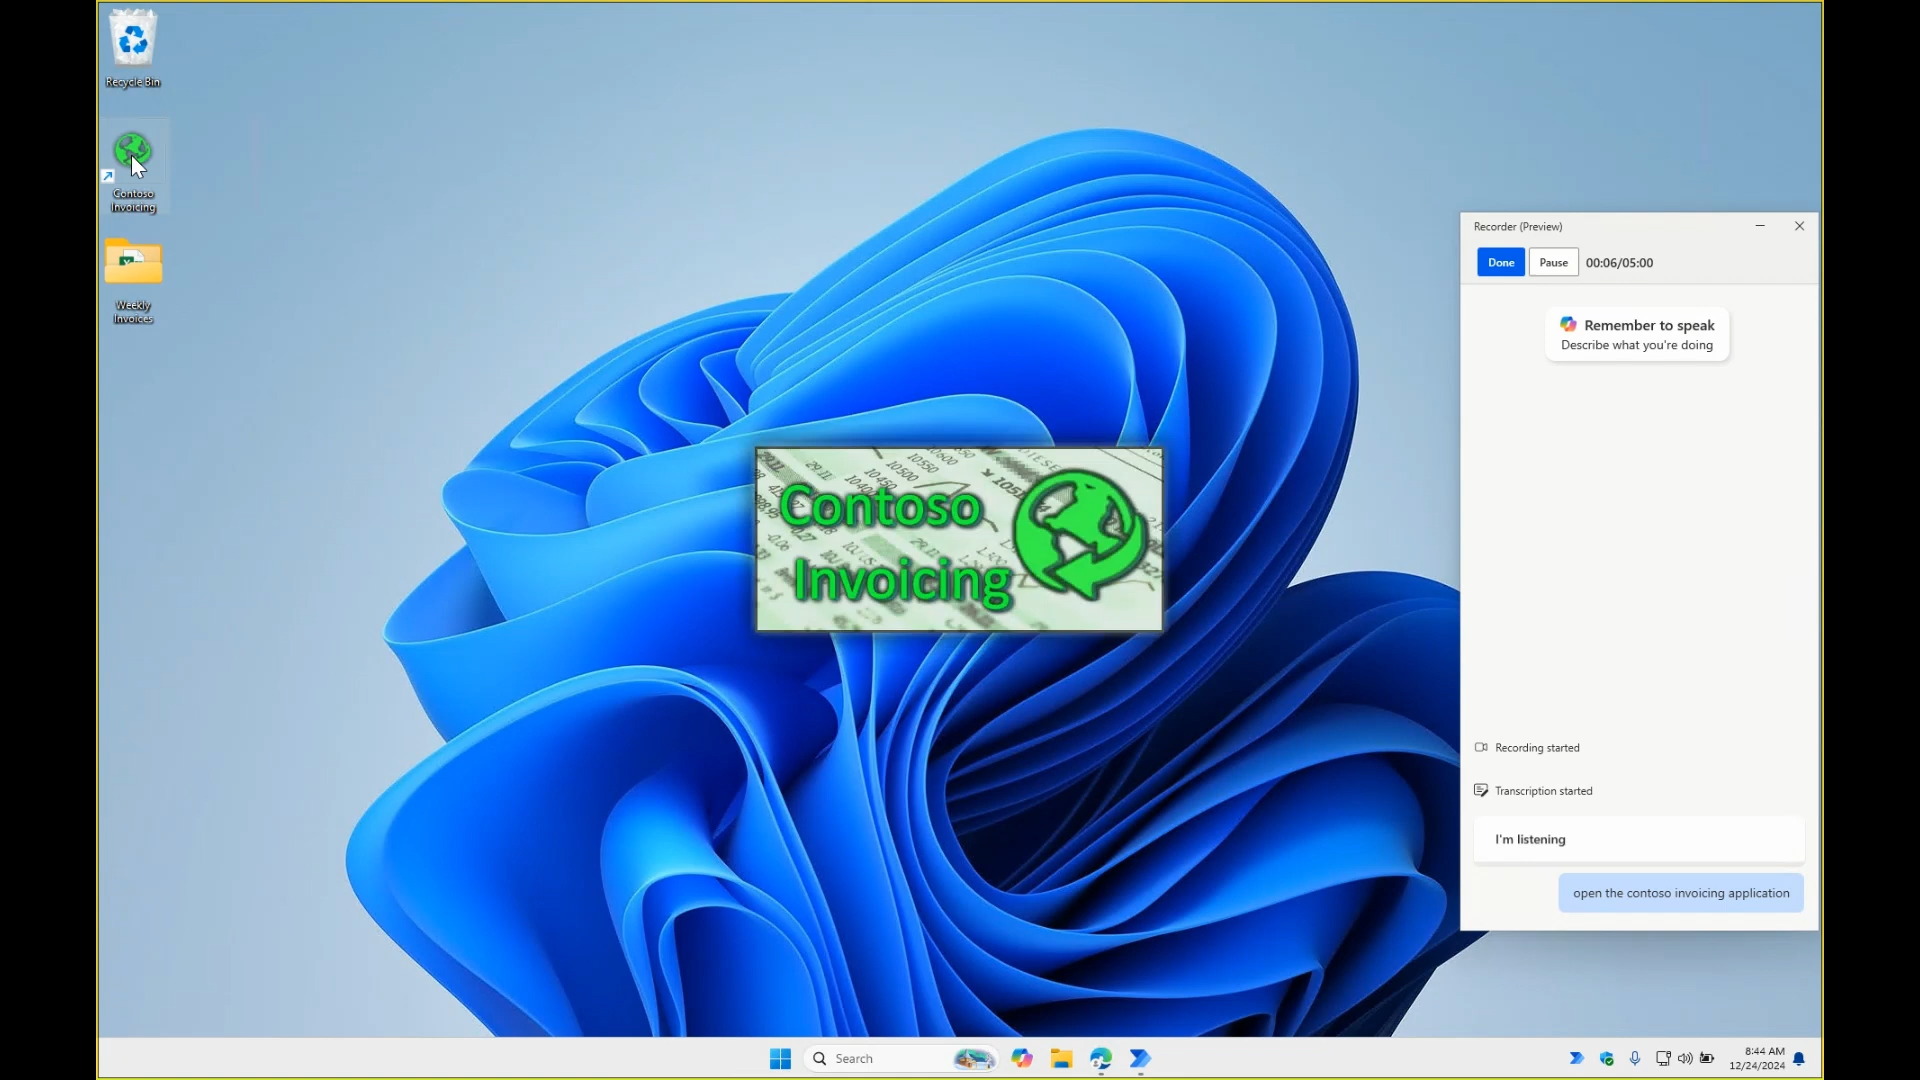 Recycle Bin
Contoso
Invoicing
Weekly
Invoices
Contoso
Invoicing
Recorder (Preview)
Done
Pause
00:06/05:00
Remember to speak
Describe what you're doing
Recording started
Transcription started
I'm listening
open the contoso invoicing application
Search
8:44 AM
12/24/2024